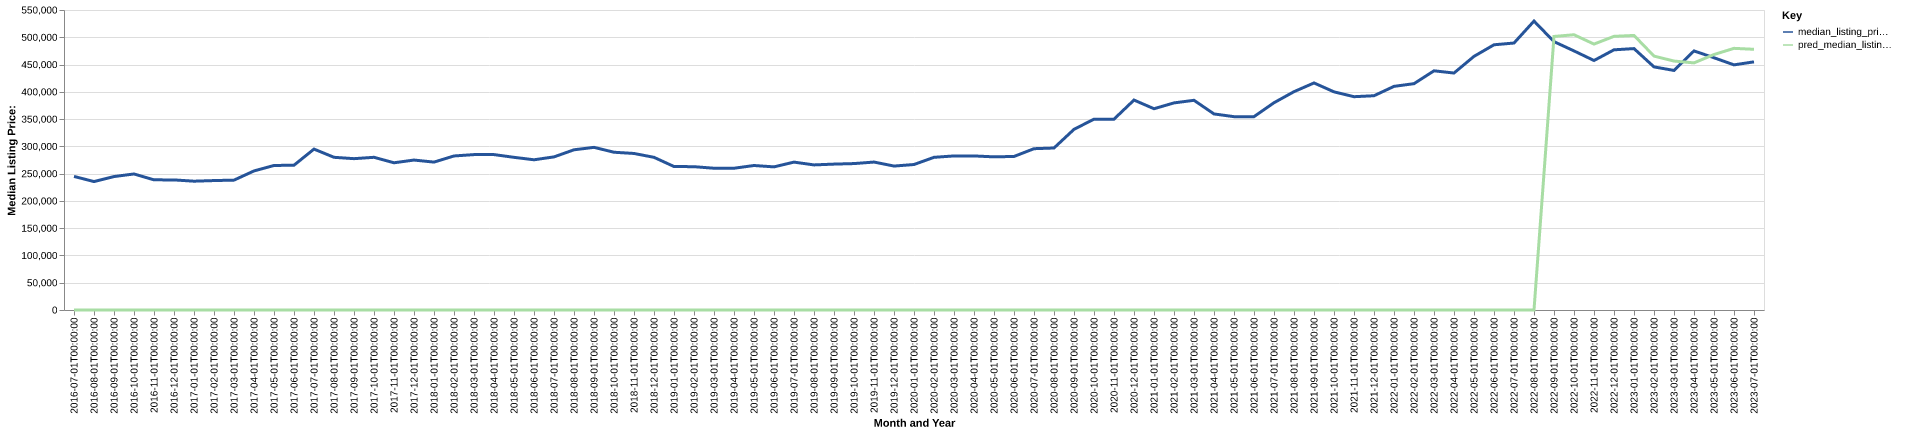 550,000
500,000
450,000
400,000
350,000
300,000
250,000
200,000
150,000
100,000
50,000
0
Median Listing Price:
2016-07-01T00:00:00
2016-08-01T00:00:00
2016-09-01T00:00:00
2016-10-01T00:00:00
2016-11-01T00:00:00
2016-12-01T00:00:00
2017-01-01T00:00:00
2017-02-01T00:00:00
2017-03-01T00:00:00
2017-04-01T00:00:00
2017-05-01T00:00:00
2017-06-01T00:00:00
2017-07-01T00:00:00
2017-08-01T00:00:00
2017-09-01T00:00:00
2017-10-01T00:00:00
2017-11-01T00:00:00
2017-12-01T00:00:00
2018-01-01T00:00:00
2018-02-01T00:00:00
2018-03-01T00:00:00
2018-04-01T00:00:00
2018-05-01T00:00:00
2018-06-01T00:00:00
2018-07-01T00:00:00
2018-08-01T00:00:00
2018-09-01T00:00:00
2018-10-01T00:00:00
2018-11-01T00:00:00
2018-12-01T00:00:00
2019-01-01T00:00:00
2019-02-01T00:00:00
2019-03-01T00:00:00
2019-04-01T00:00:00
2019-05-01T00:00:00
2019-06-01T00:00:00
2019-07-01T00:00:00
2019-08-01T00:00:00
2019-09-01T00:00:00
2019-10-01T00:00:00
2019-11-01T00:00:00
2019-12-01T00:00:00
2020-01-01T00:00:00
2020-02-01T00:00:00
2020-03-01T00:00:00
2020-04-01T00:00:00
2020-05-01T00:00:00
2020-06-01T00:00:00
2020-07-01T00:00:00
2020-08-01T00:00:00
2020-09-01T00:00:00
2020-10-01T00:00:00
2020-11-01T00:00:00
2020-12-01T00:00:00
2021-01-01T00:00:00
2021-02-01T00:00:00
2021-03-01T00:00:00
2021-04-01T00:00:00
2021-05-01T00:00:00
2021-06-01T00:00:00
2021-07-01T00:00:00
2021-08-01T00:00:00
2021-09-01T00:00:00
2021-10-01T00:00:00
2021-11-01T00:00:00
2021-12-01T00:00:00
2022-01-01T00:00:00
2022-02-01T00:00:00
2022-03-01T00:00:00
2022-04-01T00:00:00
2022-05-01T00:00:00
2022-06-01T00:00:00
2022-07-01T00:00:00
2022-08-01T00:00:00
2022-09-01T00:00:00
2022-10-01T00:00:00
2022-11-01T00:00:00
2022-12-01T00:00:00
2023-01-01T00:00:00
2023-02-01T00:00:00
2023-03-01T00:00:00
2023-04-01T00:00:00
2023-05-01T00:00:00
2023-06-01T00:00:00
2023-07-01T00:00:00
Month and Year
Key
median_listing_pri…
pred_median_listin…